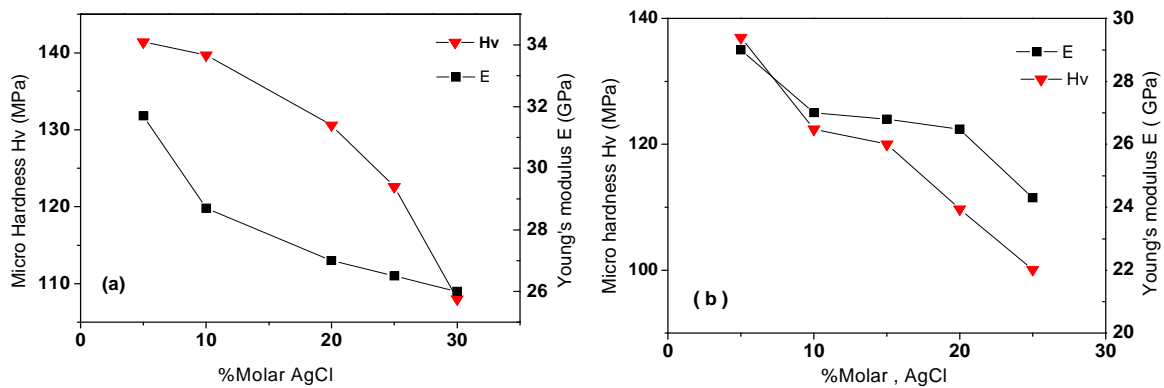 140
130
120
110
Micro Hardness Hv (MPa)
Hv
E
(a)
34
32
30
28
26
Young's modulus E (GPa)
0
10
20
30
%Molar AgCl
140
120
100
Micro hardness Hv (MPa)
E
Hv
( b )
30
29
28
26
24
22
20
Young's modulus E ( GPa)
0
10
20
30
%Molar , AgCl